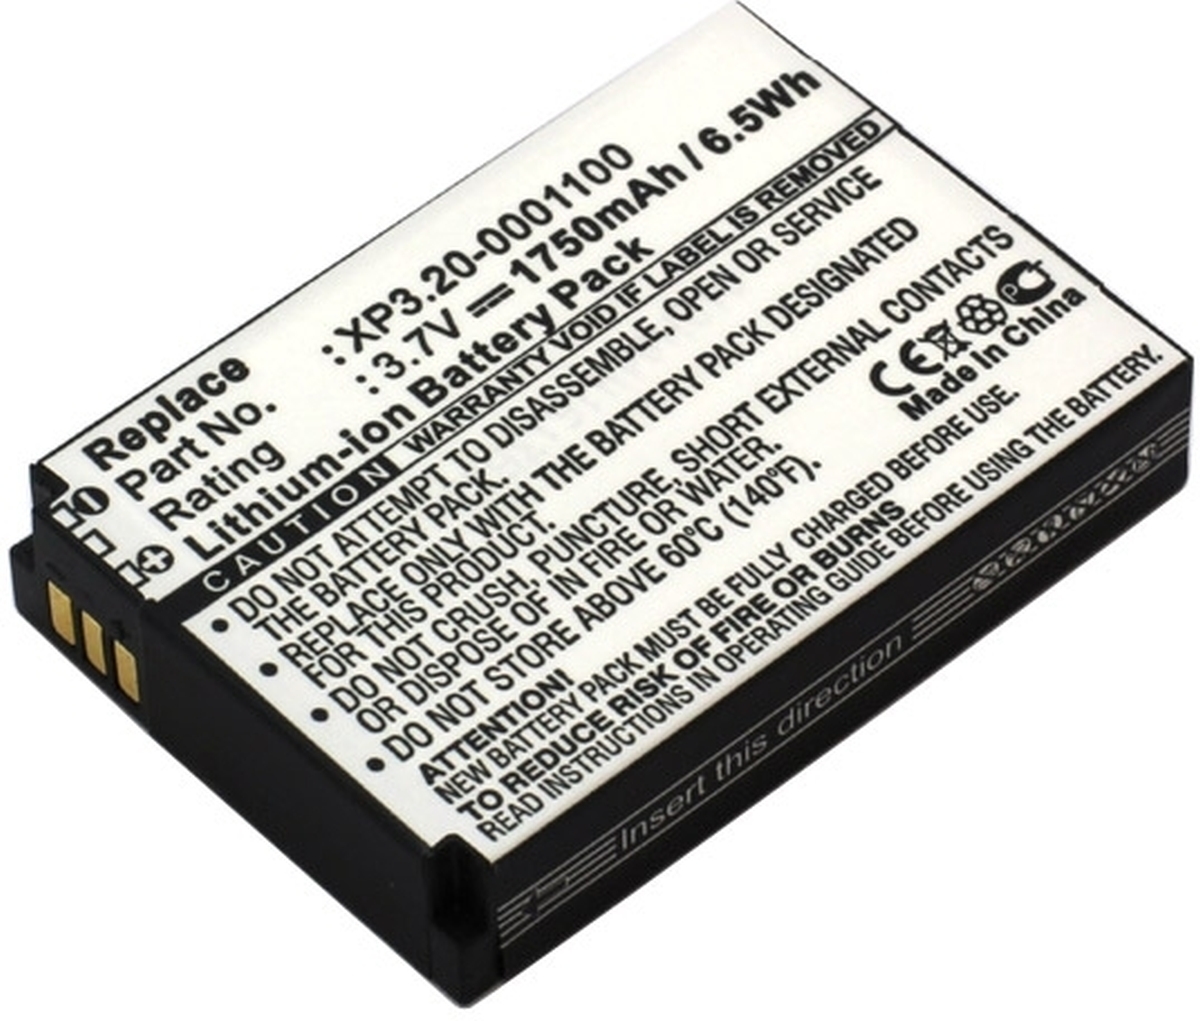 Replace
Part No. : XP3.20-0001100
Rating : 3.7V 1750mAh / 6.5Wh
Lithium-ion Battery Pack
CAUTION WARRANTY VOID IF LABEL IS REMOVED
• DO NOT ATTEMPT TO DISASSEMBLE, OPEN OR SERVICE
THE BATTERY PACK.
• REPLACE ONLY WITH THE BATTERY PACK DESIGNATED
FOR THIS PRODUCT.
• DO NOT CRUSH, PUNCTURE, SHORT EXTERNAL CONTACTS
OR DISPOSE OF IN FIRE OR WATER.
• DO NOT STORE ABOVE 60°C (140°F).
CE
Made in China
ATTENTION!
NEW BATTERY PACK MUST BE FULLY CHARGED BEFORE USE.
TO REDUCE RISK OF FIRE OR BURNS
READ INSTRUCTIONS IN OPERATING GUIDE BEFORE USING THE BATTERY.
Insert this direction